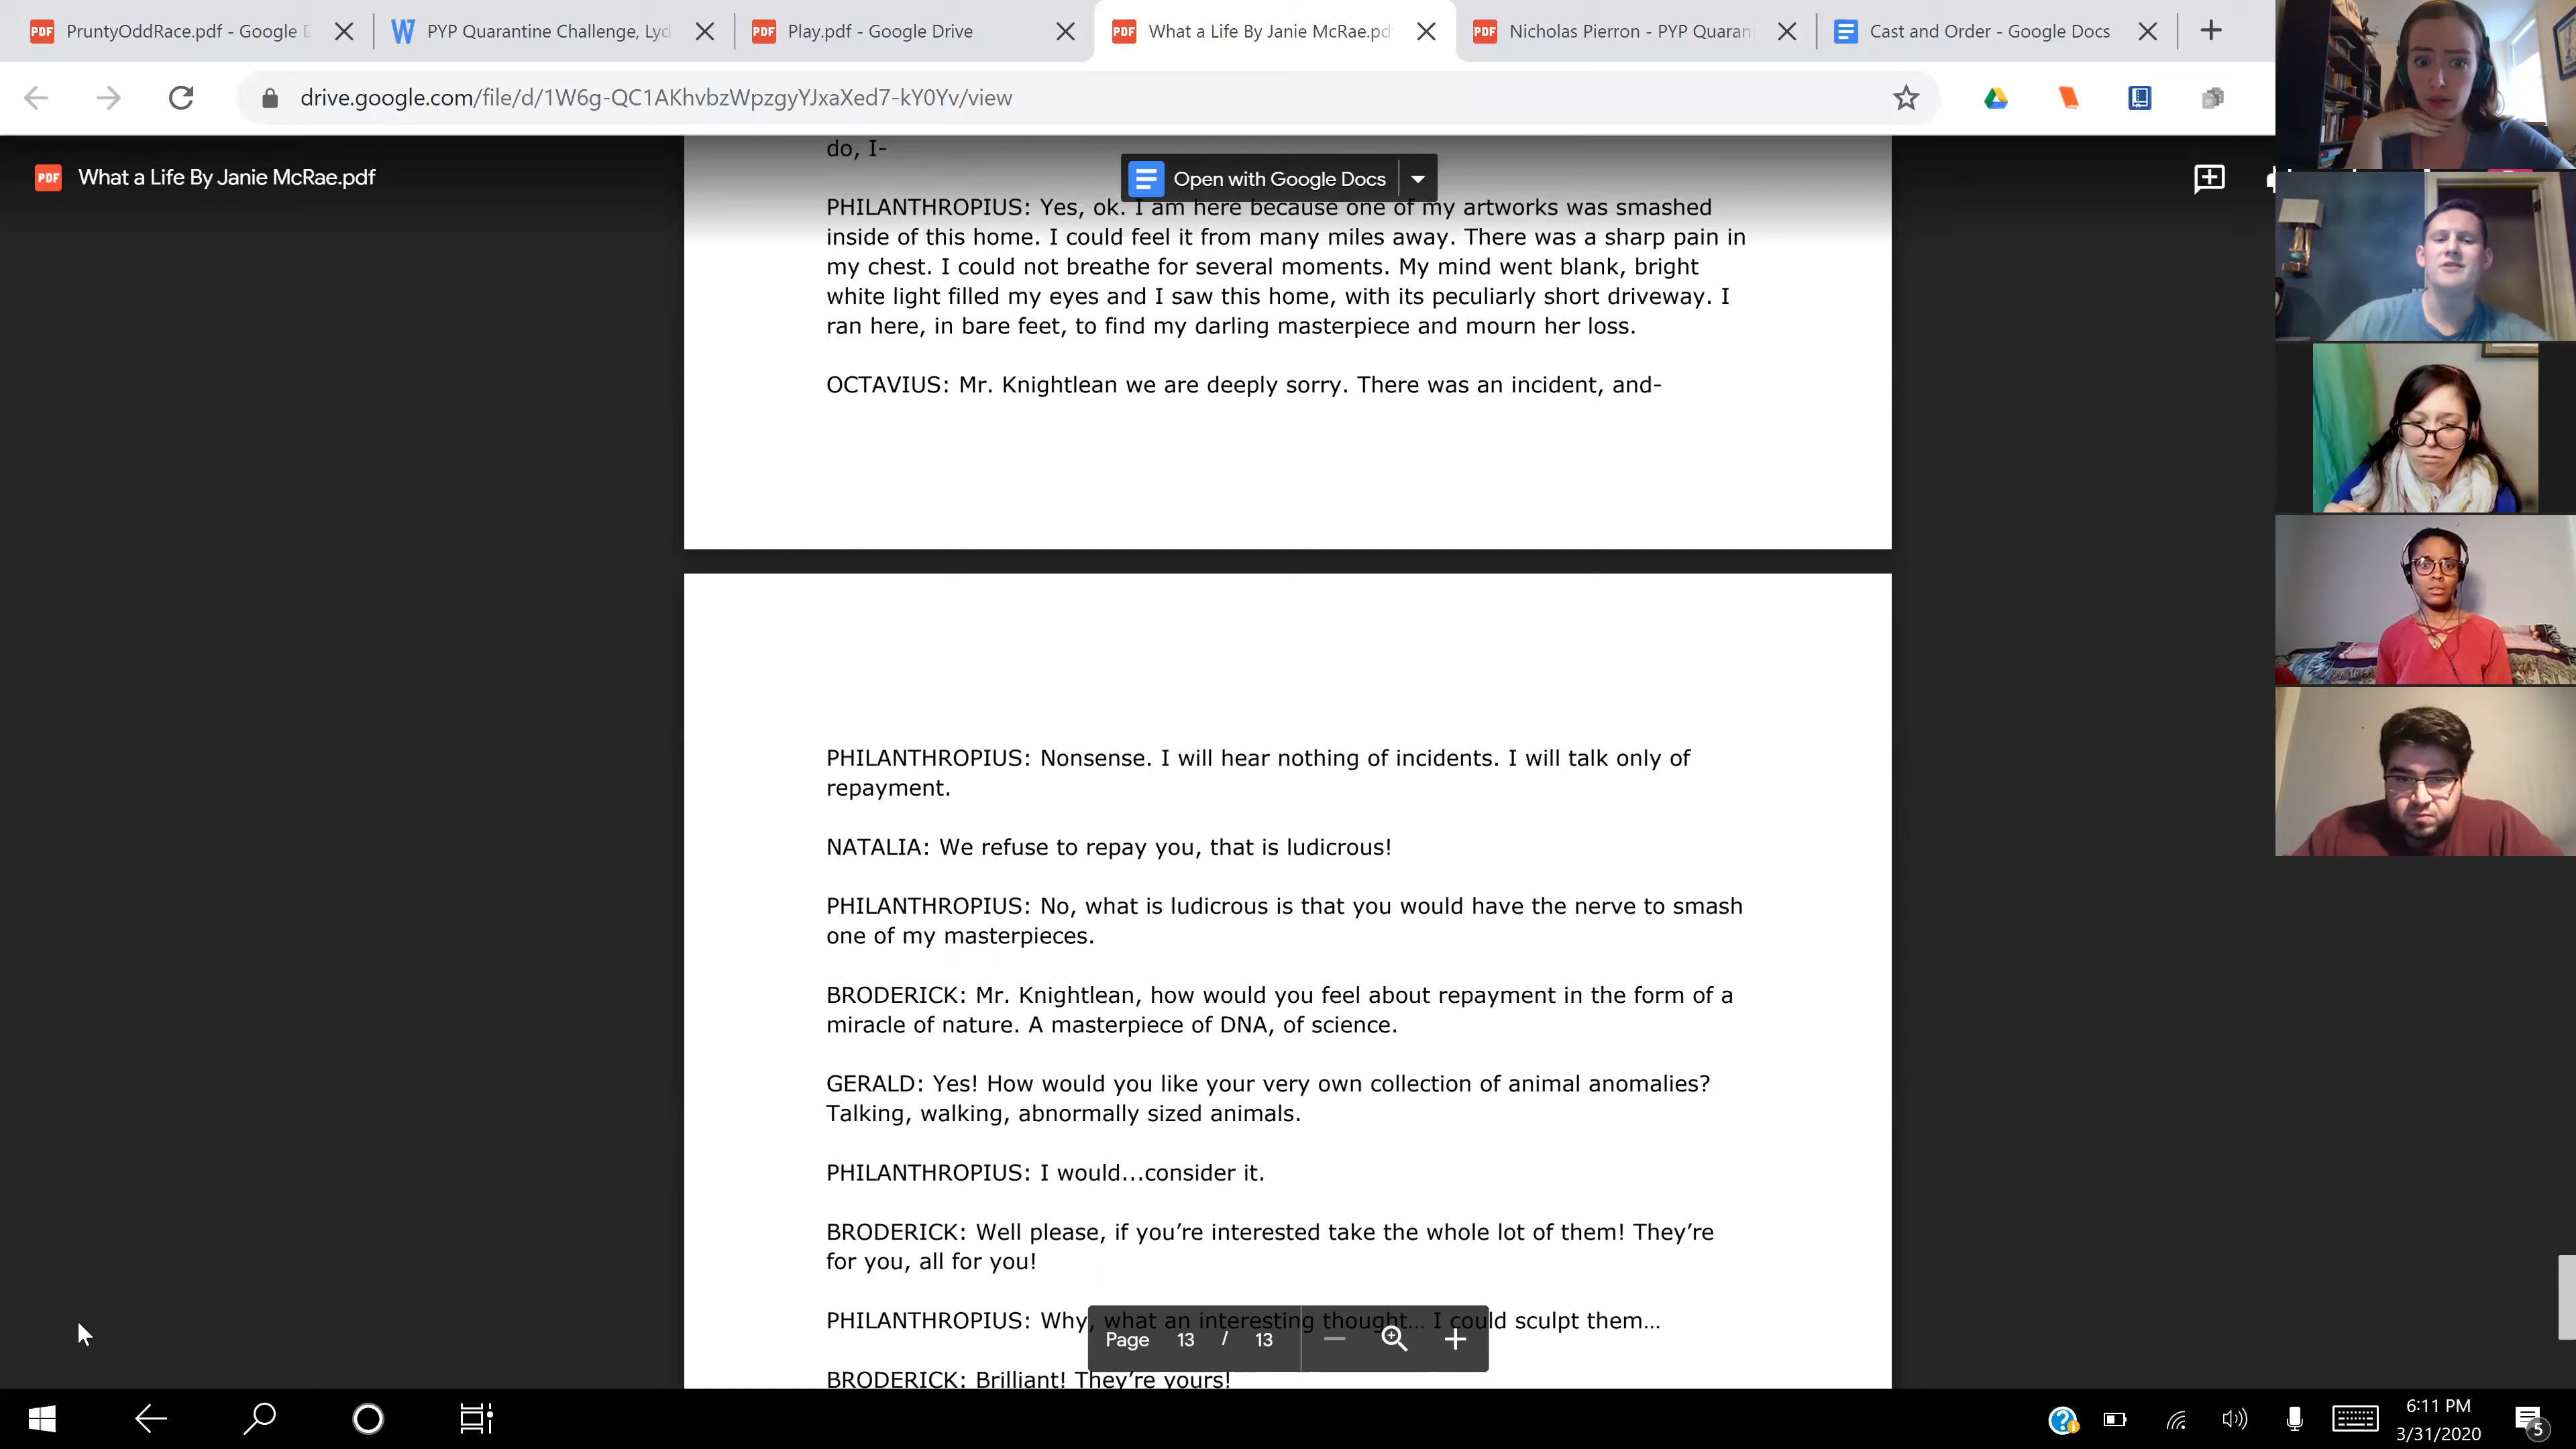 PDF PruntyOddRace.pdf - Google D
PYP Quarantine Challenge, Lyd
PDF Play.pdf - Google Drive
PDF What a Life By Janie McRae.pd
PDF Nicholas Pierron - PYP Quaran
Cast and Order - Google Docs
drive.google.com/file/d/1W6g-QC1AKhvbzWpzgyYJxaXed7-kY0Yv/view
PDF What a Life By Janie McRae.pdf
Open with Google Docs
do, I-
PHILANTHROPIUS: Yes, ok. I am here because one of my artworks was smashed
inside of this home. I could feel it from many miles away. There was a sharp pain in
my chest. I could not breathe for several moments. My mind went blank, bright
white light filled my eyes and I saw this home, with its peculiarly short driveway. I
ran here, in bare feet, to find my darling masterpiece and mourn her loss.
OCTAVIUS: Mr. Knightlean we are deeply sorry. There was an incident, and-
PHILANTHROPIUS: Nonsense. I will hear nothing of incidents. I will talk only of
repayment.
NATALIA: We refuse to repay you, that is ludicrous!
PHILANTHROPIUS: No, what is ludicrous is that you would have the nerve to smash
one of my masterpieces.
BRODERICK: Mr. Knightlean, how would you feel about repayment in the form of a
miracle of nature. A masterpiece of DNA, of science.
GERALD: Yes! How would you like your very own collection of animal anomalies?
Talking, walking, abnormally sized animals.
PHILANTHROPIUS: I would...consider it.
BRODERICK: Well please, if you’re interested take the whole lot of them! They’re
for you, all for you!
PHILANTHROPIUS: Why, what an interesting thought… I could sculpt them…
Page 13 / 13
BRODERICK: Brilliant! They’re yours!
6:11 PM
3/31/2020
5